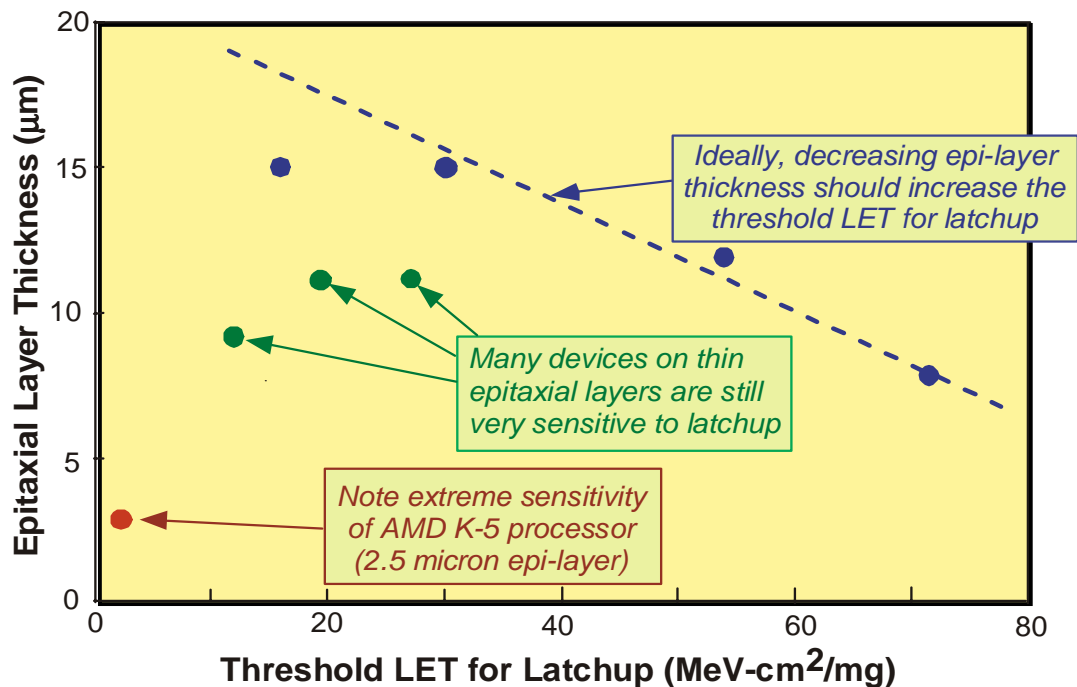 20
15
10
5
0
Epitaxial Layer Thickness (μm)
Ideally, decreasing epi-layer
thickness should increase the
threshold LET for latchup
Many devices on thin
epitaxial layers are still
very sensitive to latchup
Note extreme sensitivity
of AMD K-5 processor
(2.5 micron epi-layer)
0 20 40 60 80
Threshold LET for Latchup (MeV-cm²/mg)